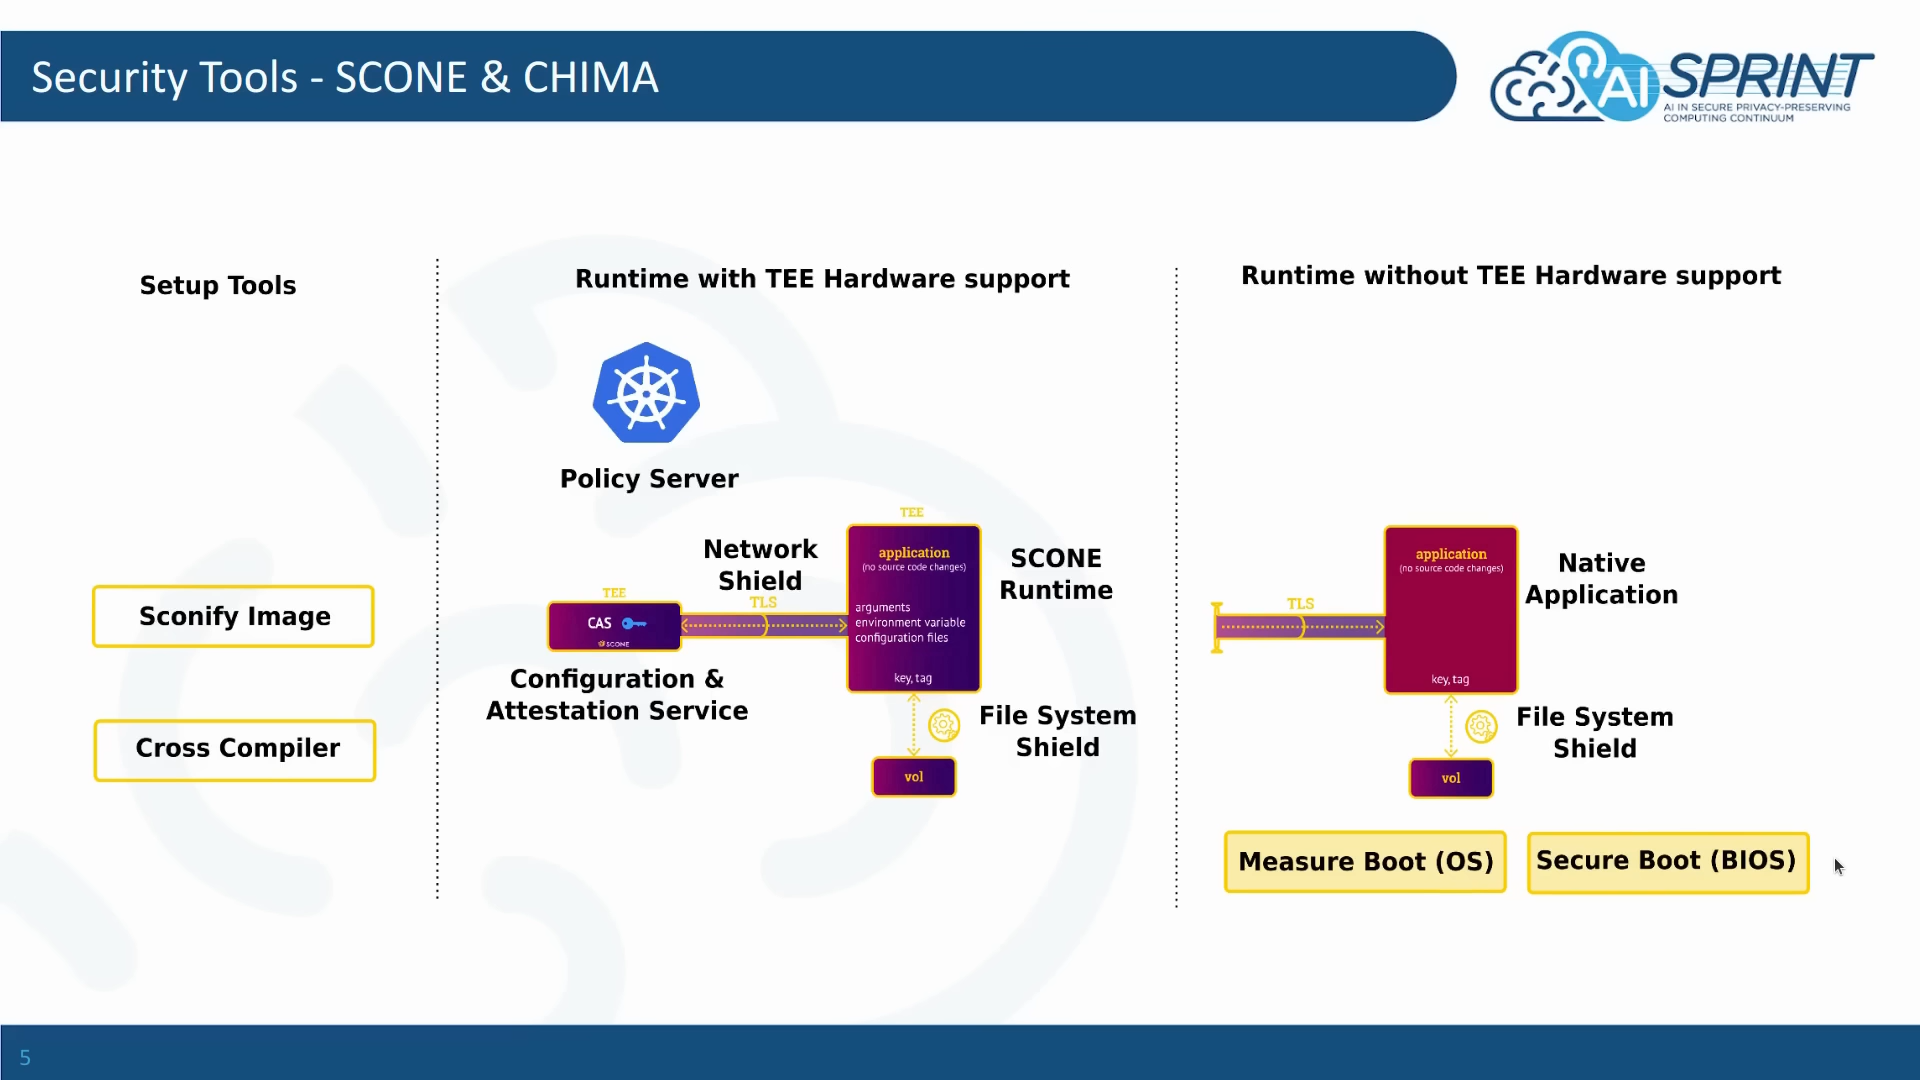 Security Tools - SCONE & CHIMA
AI SPRINT
AI IN SECURE PRIVACY-PRESERVING
COMPUTING CONTINUUM
Setup Tools
Sconify Image
Cross Compiler
Runtime with TEE Hardware support
Policy Server
Network
Shield
TLS
TEE
CAS
SCONE
Configuration &
Attestation Service
TEE
application
(no source code changes)
arguments
environment variable
configuration files
key, tag
SCONE
Runtime
File System
Shield
vol
Runtime without TEE Hardware support
TLS
application
(no source code changes)
key, tag
Native
Application
File System
Shield
vol
Measure Boot (OS)
Secure Boot (BIOS)
5